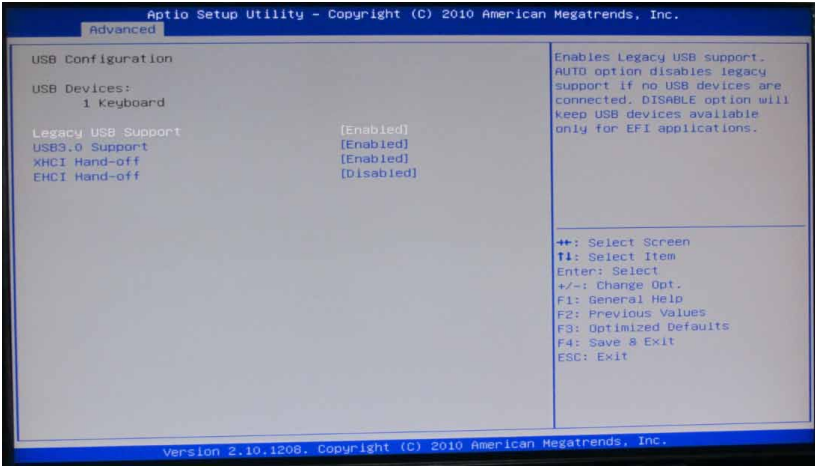 Aptio Setup Utility - Copyright (C) 2010 American Megatrends, Inc.
Advanced
USB Configuration
USB Devices:
1 Keyboard
Legacy USB Support [Enabled]
USB3.0 Support [Enabled]
XHCI Hand-off [Enabled]
EHCI Hand-off [Disabled]
Enables Legacy USB support.
AUTO option disables legacy
support if no USB devices are
connected. DISABLE option will
keep USB devices available
only for EFI applications.
→←: Select Screen
↑↓: Select Item
Enter: Select
+/-: Change Opt.
F1: General Help
F2: Previous Values
F3: Optimized Defaults
F4: Save & Exit
ESC: Exit
Version 2.10.1208. Copyright (C) 2010 American Megatrends, Inc.